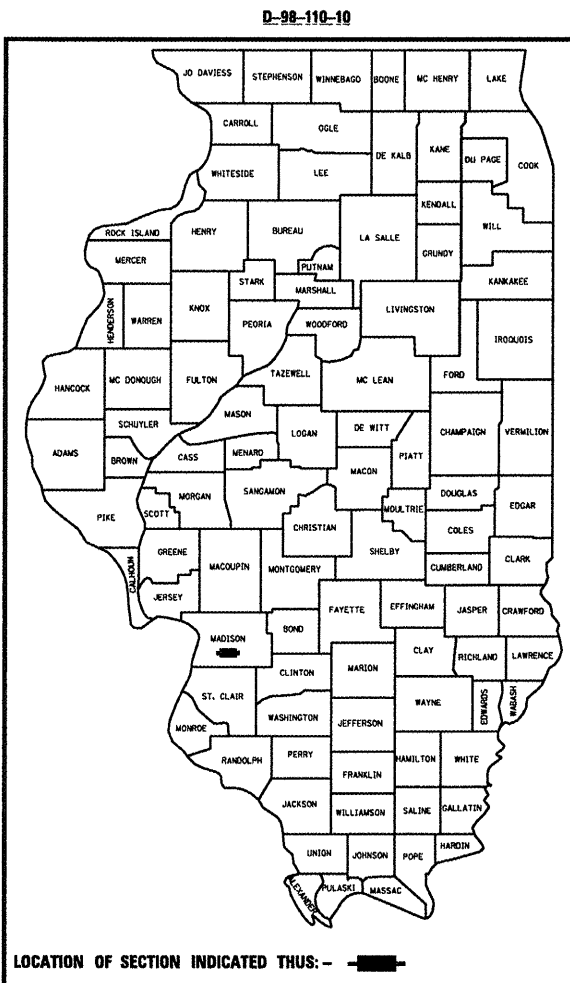 D-98-110-10
JO DAVIESS
STEPHENSON
WINNEBAGO
BOONE
MC HENRY
LAKE
CARROLL
OGLE
DE KALB
KANE
DU PAGE
COOK
WHITESIDE
LEE
KENDALL
WILL
ROCK ISLAND
HENRY
BUREAU
LA SALLE
GRUNDY
PUTNAM
MERCER
STARK
MARSHALL
KANKAKEE
HENDERSON
WARREN
KNOX
PEORIA
WOODFORD
LIVINGSTON
IROQUOIS
HANCOCK
MC DONOUGH
FULTON
TAZEWELL
MC LEAN
FORD
MASON
SCHUYLER
LOGAN
DE WITT
CHAMPAIGN
VERMILION
ADAMS
BROWN
CASS
MENARD
PIATT
MACON
MORGAN
SANGAMON
DOUGLAS
EDGAR
PIKE
SCOTT
CHRISTIAN
MOULTRIE
COLES
GREENE
MACOUPIN
MONTGOMERY
SHELBY
CUMBERLAND
CLARK
CALHOUN
JERSEY
FAYETTE
EFFINGHAM
JASPER
CRAWFORD
MADISON
BOND
CLAY
RICHLAND
LAWRENCE
CLINTON
MARION
ST. CLAIR
WAYNE
EDWARDS
WABASH
WASHINGTON
JEFFERSON
MONROE
RANDOLPH
PERRY
HAMILTON
WHITE
FRANKLIN
JACKSON
WILLIAMSON
SALINE
GALLATIN
UNION
JOHNSON
POPE
HARDIN
ALEXANDER
PULASKI
MASSAC
LOCATION OF SECTION INDICATED THUS: -